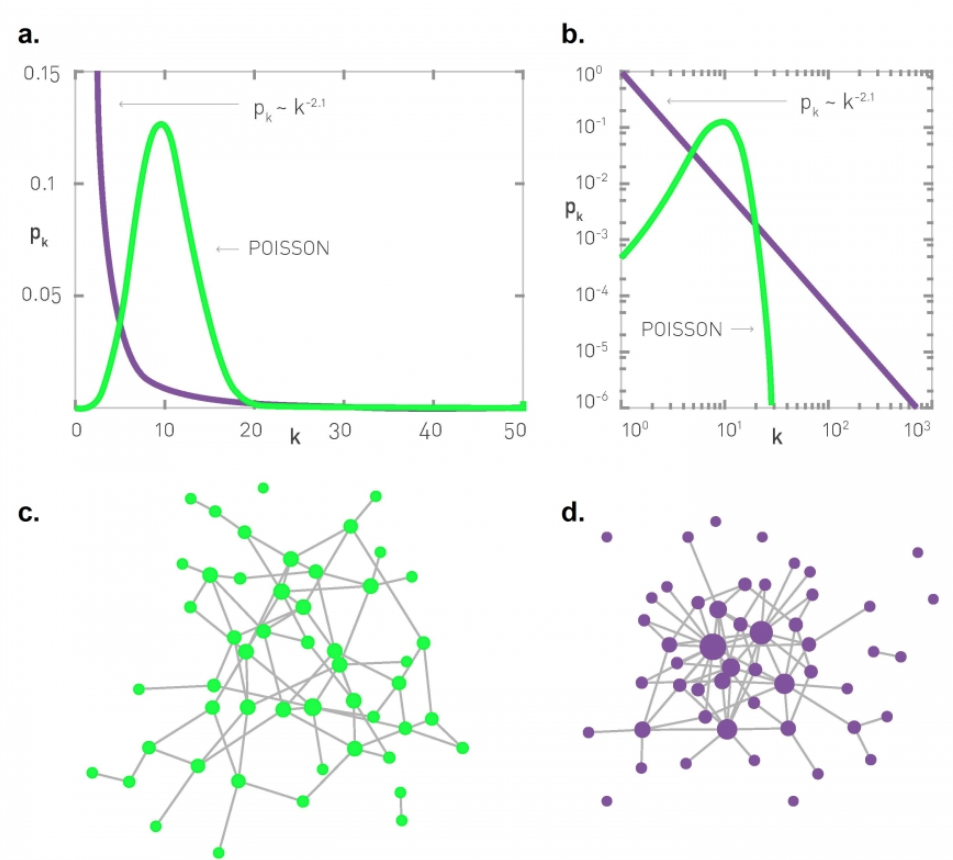 a.
0.15
0.1
p_k
0.05
p_k ~ k^-2.1
POISSON
0 10 20 30 40 50
k
b.
10^0
10^-1
10^-2
p_k
10^-3
10^-4
10^-5
10^-6
p_k ~ k^-2.1
POISSON
10^0 10^1 10^2 10^3
k
c.
d.